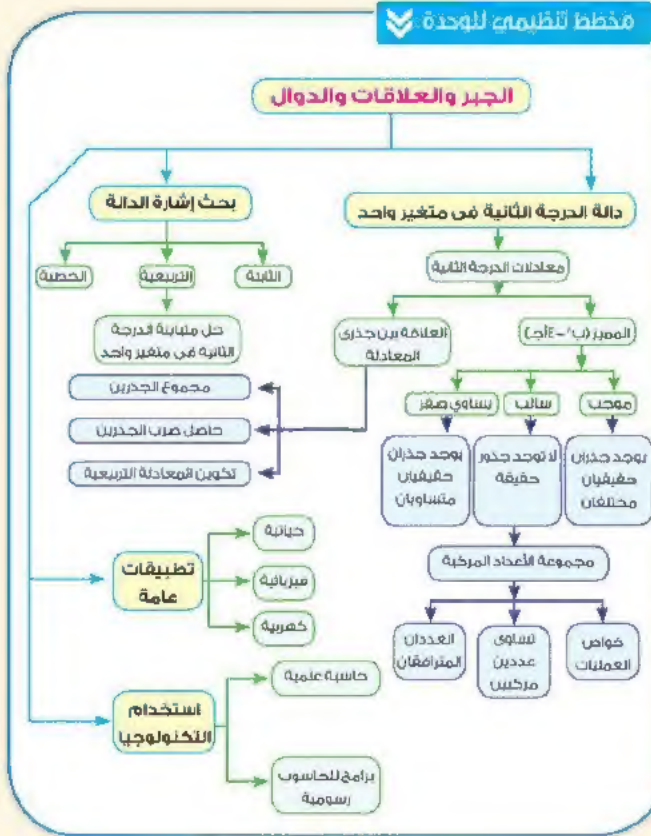 مخطط تنظيمي للوحدة
الجبر والعلاقات والدوال
دالة الدرجة الثانية فى متغير واحد
بحث إشارة الدالة
معادلات الدرجة الثانية
الثابتة
التربيعية
الخطية
المميز (ب٢ - ٤أجـ)
العلاقة بين جذرى
المعادلة
حل متباينة الدرجة
الثانية فى متغير واحد
موجب
سالب
يساوي صفر
مجموع الجذرين
حاصل ضرب الجذرين
تكوين المعادلة التربيعية
يوجد جذران
حقيقيان
مختلفان
لا توجد جذور
حقيقة
يوجد جذران
حقيقيان
متساويان
مجموعة الأعداد المركبة
خواص
العمليات
تساوى
عددين
مركبين
العددان
المترافقان
تطبيقات
عامة
حياتية
فيزيائية
كهربية
استخدام
التكنولوجيا
حاسبة علمية
برامج للحاسوب
رسومية